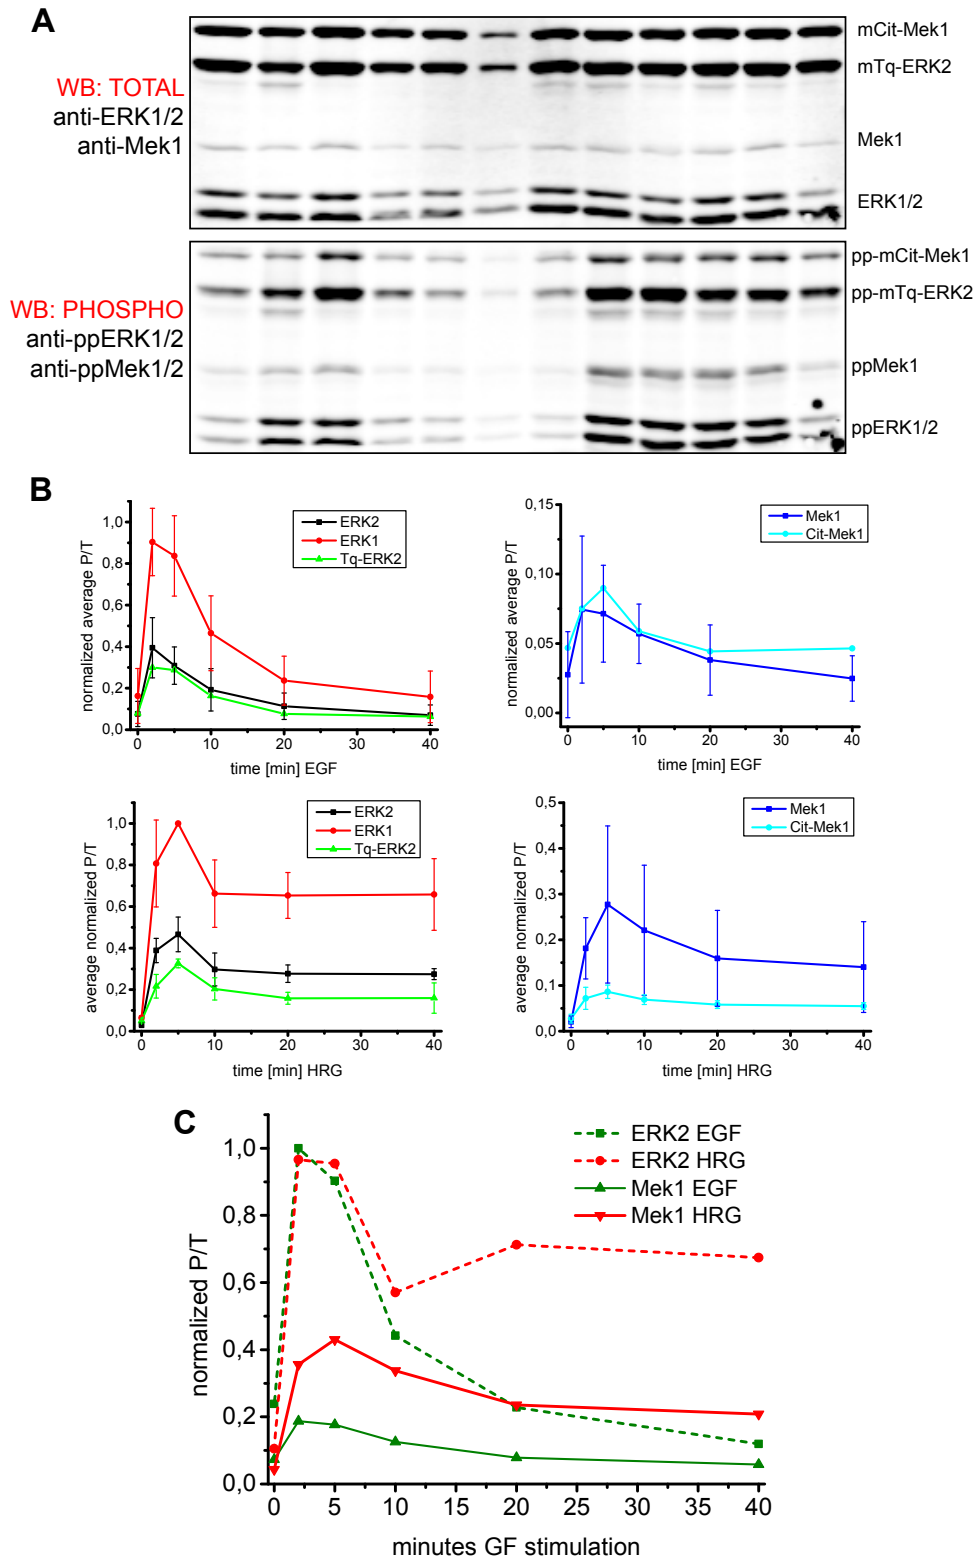 A
WB: TOTAL
anti-ERK1/2
anti-Mek1
mCit-Mek1
mTq-ERK2
Mek1
ERK1/2
WB: PHOSPHO
anti-ppERK1/2
anti-ppMek1/2
pp-mCit-Mek1
pp-mTq-ERK2
ppMek1
ppERK1/2
B
normalized average P/T
1,0
0,8
0,6
0,4
0,2
0,0
0 10 20 30 40
time [min] EGF
ERK2
ERK1
Tq-ERK2
normalized average P/T
0,15
0,10
0,05
0,00
0 10 20 30 40
time [min] EGF
Mek1
Cit-Mek1
average normalized P/T
1,0
0,8
0,6
0,4
0,2
0,0
0 10 20 30 40
time [min] HRG
ERK2
ERK1
Tq-ERK2
average normalized P/T
0,5
0,4
0,3
0,2
0,1
0,0
0 10 20 30 40
time [min] HRG
Mek1
Cit-Mek1
C
normalized P/T
1,0
0,8
0,6
0,4
0,2
0,0
0 5 10 15 20 25 30 35 40
minutes GF stimulation
ERK2 EGF
ERK2 HRG
Mek1 EGF
Mek1 HRG